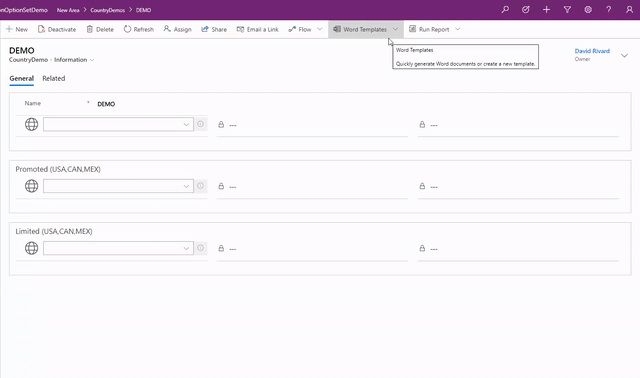 onOptionSetDemo New Area > CountryDemos > DEMO
New Deactivate Delete Refresh Assign Share Email a Link Flow Word Templates Run Report
DEMO
CountryDemo · Information
Word Templates
Quickly generate Word documents or create a new template.
David Rivard
Owner
General Related
Name * DEMO
--- ---
Promoted (USA,CAN,MEX)
--- ---
Limited (USA,CAN,MEX)
--- ---